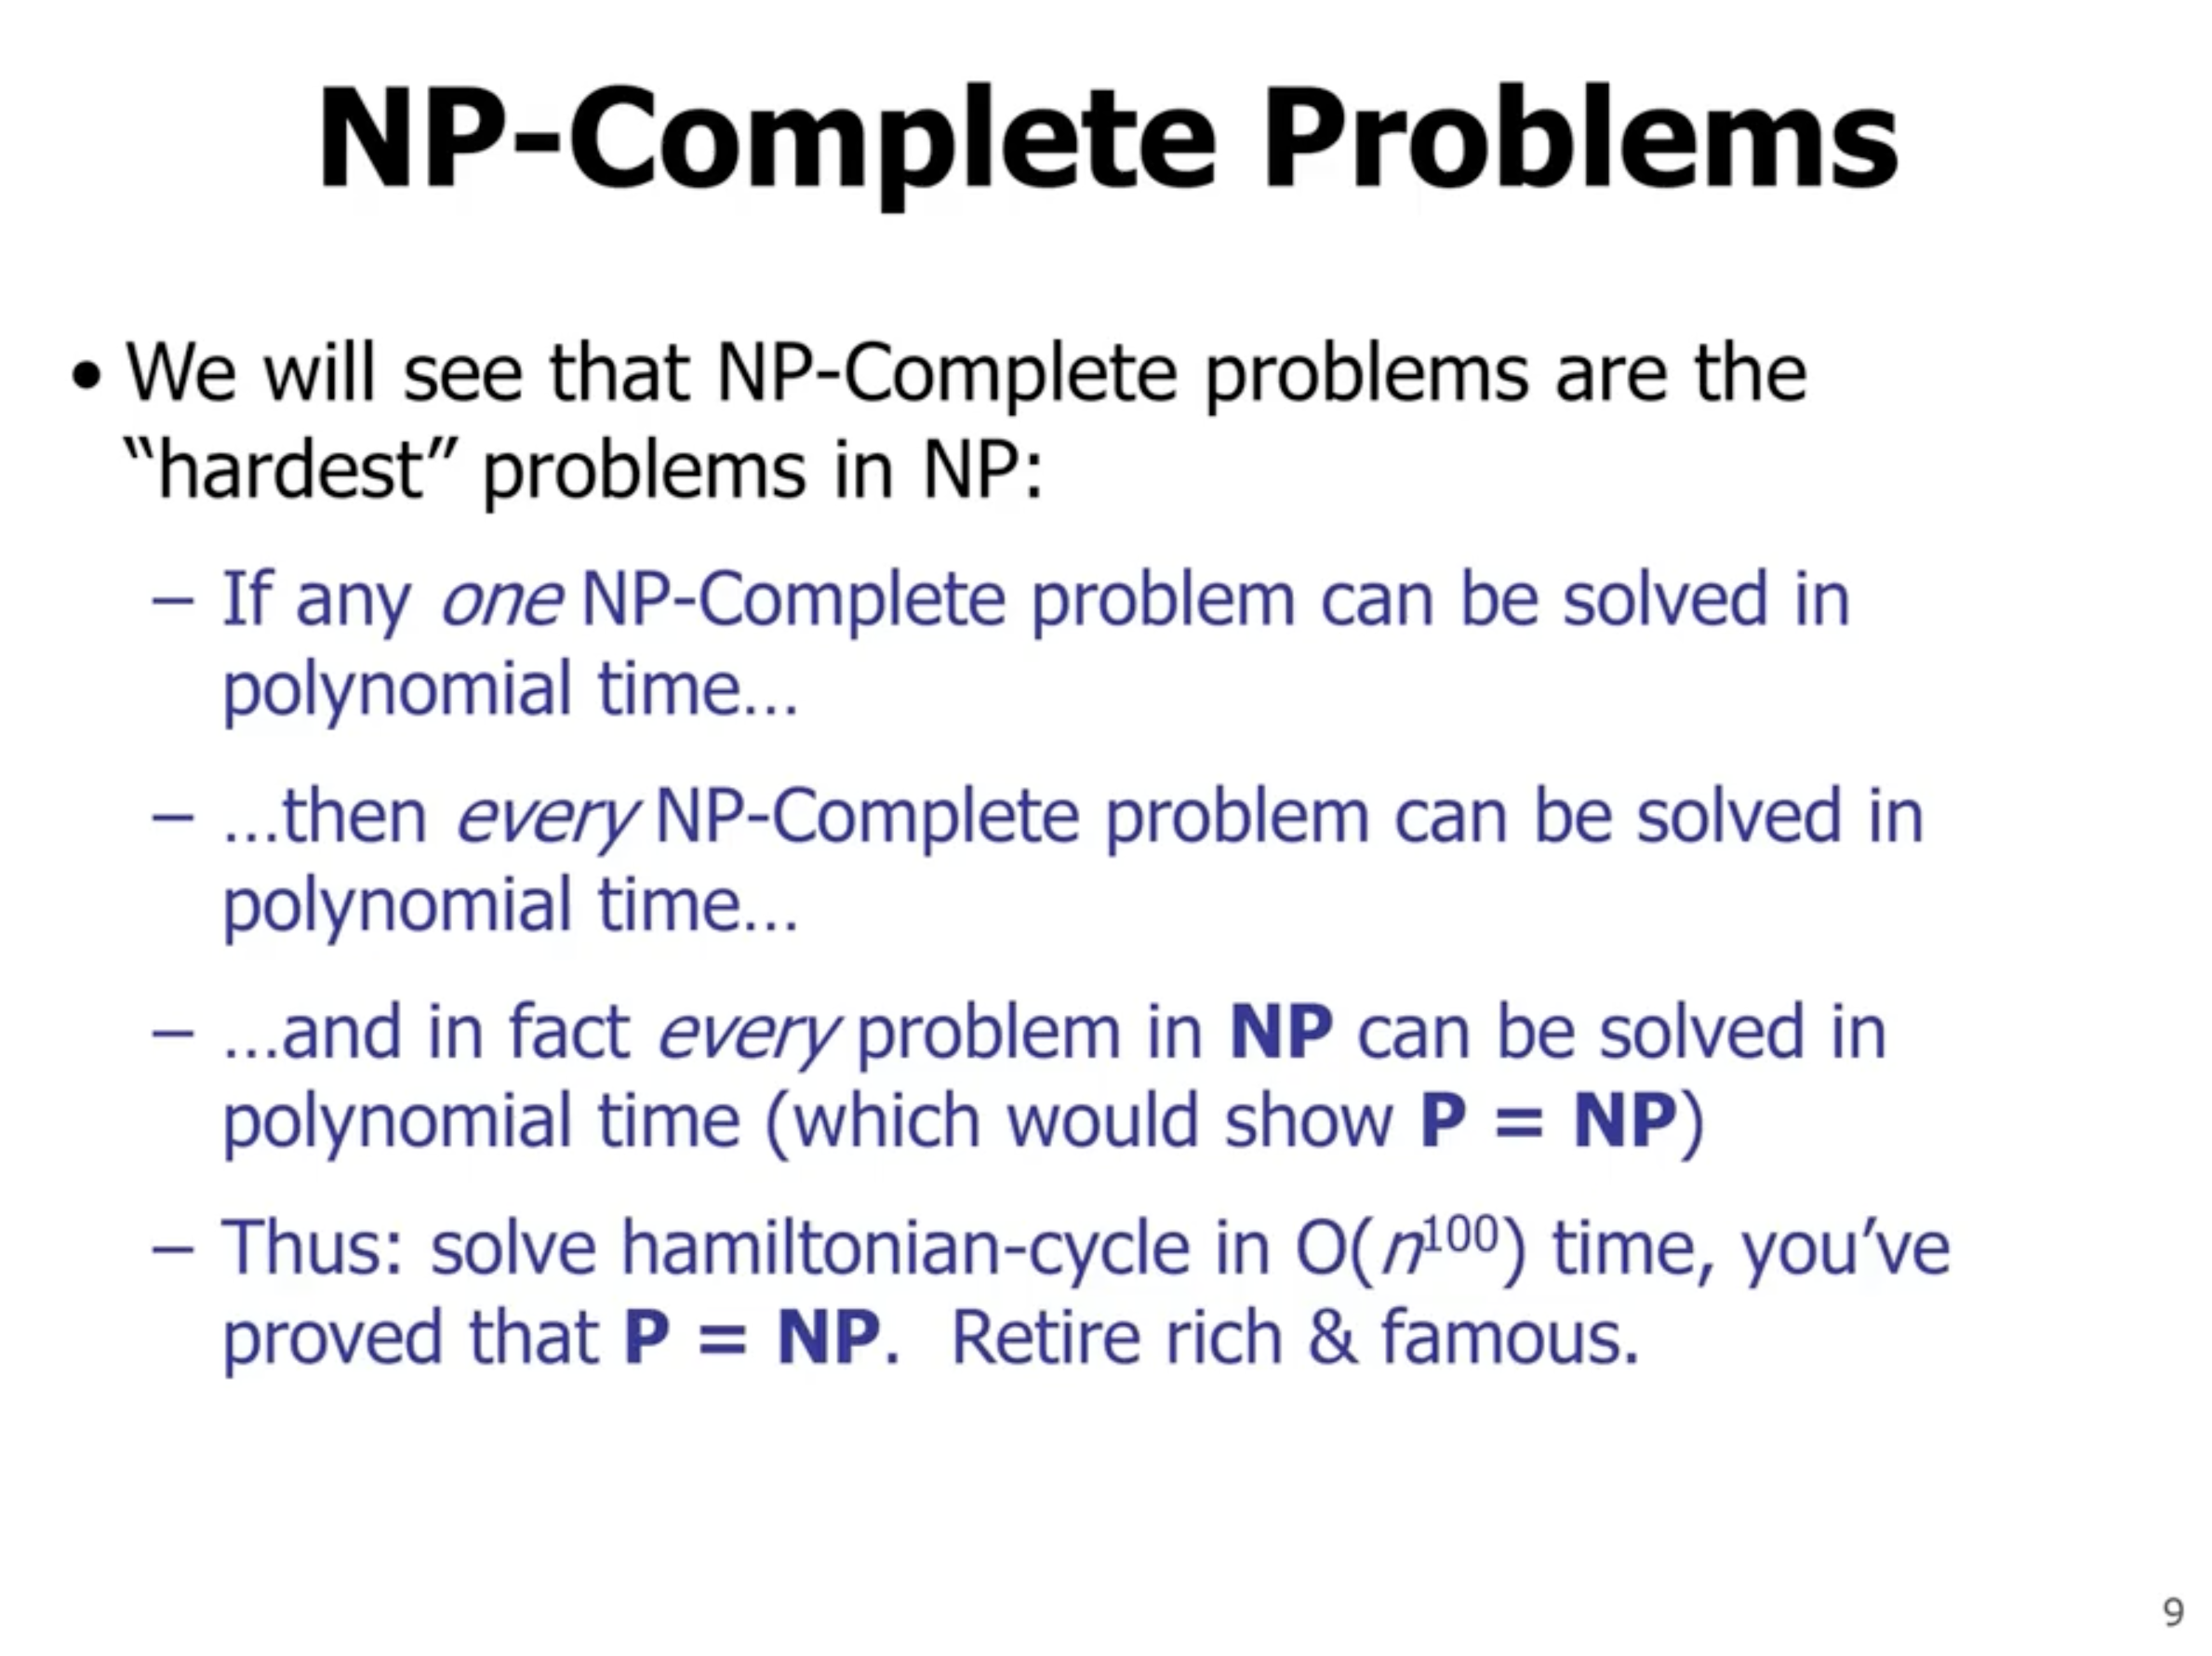 NP-Complete Problems
• We will see that NP-Complete problems are the
“hardest” problems in NP:
– If any one NP-Complete problem can be solved in
polynomial time…
– …then every NP-Complete problem can be solved in
polynomial time…
– …and in fact every problem in NP can be solved in
polynomial time (which would show P = NP)
– Thus: solve hamiltonian-cycle in O(n¹⁰⁰) time, you’ve
proved that P = NP.  Retire rich & famous.
9